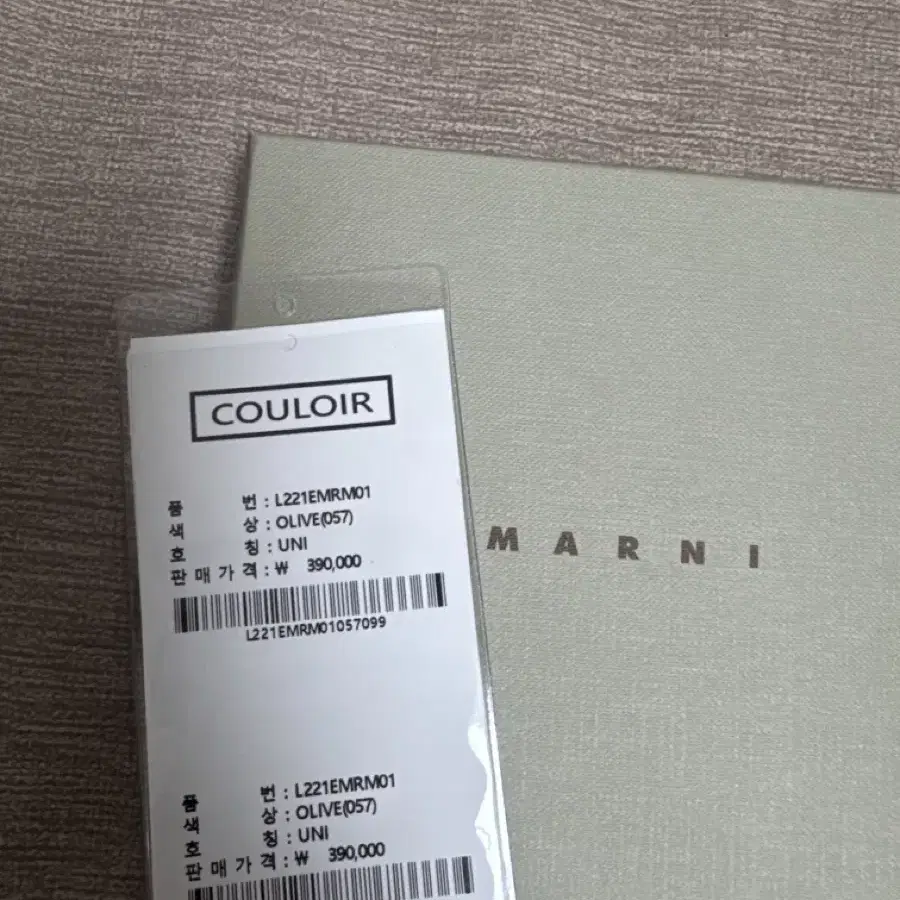 COULOIR
품 번 : L221EMRM01
색 상 : OLIVE(057)
호 칭 : UNI
판 매 가 격 : ₩ 390,000
L221EMRM01057099
품 번 : L221EMRM01
색 상 : OLIVE(057)
호 칭 : UNI
판 매 가 격 : ₩ 390,000
MARNI